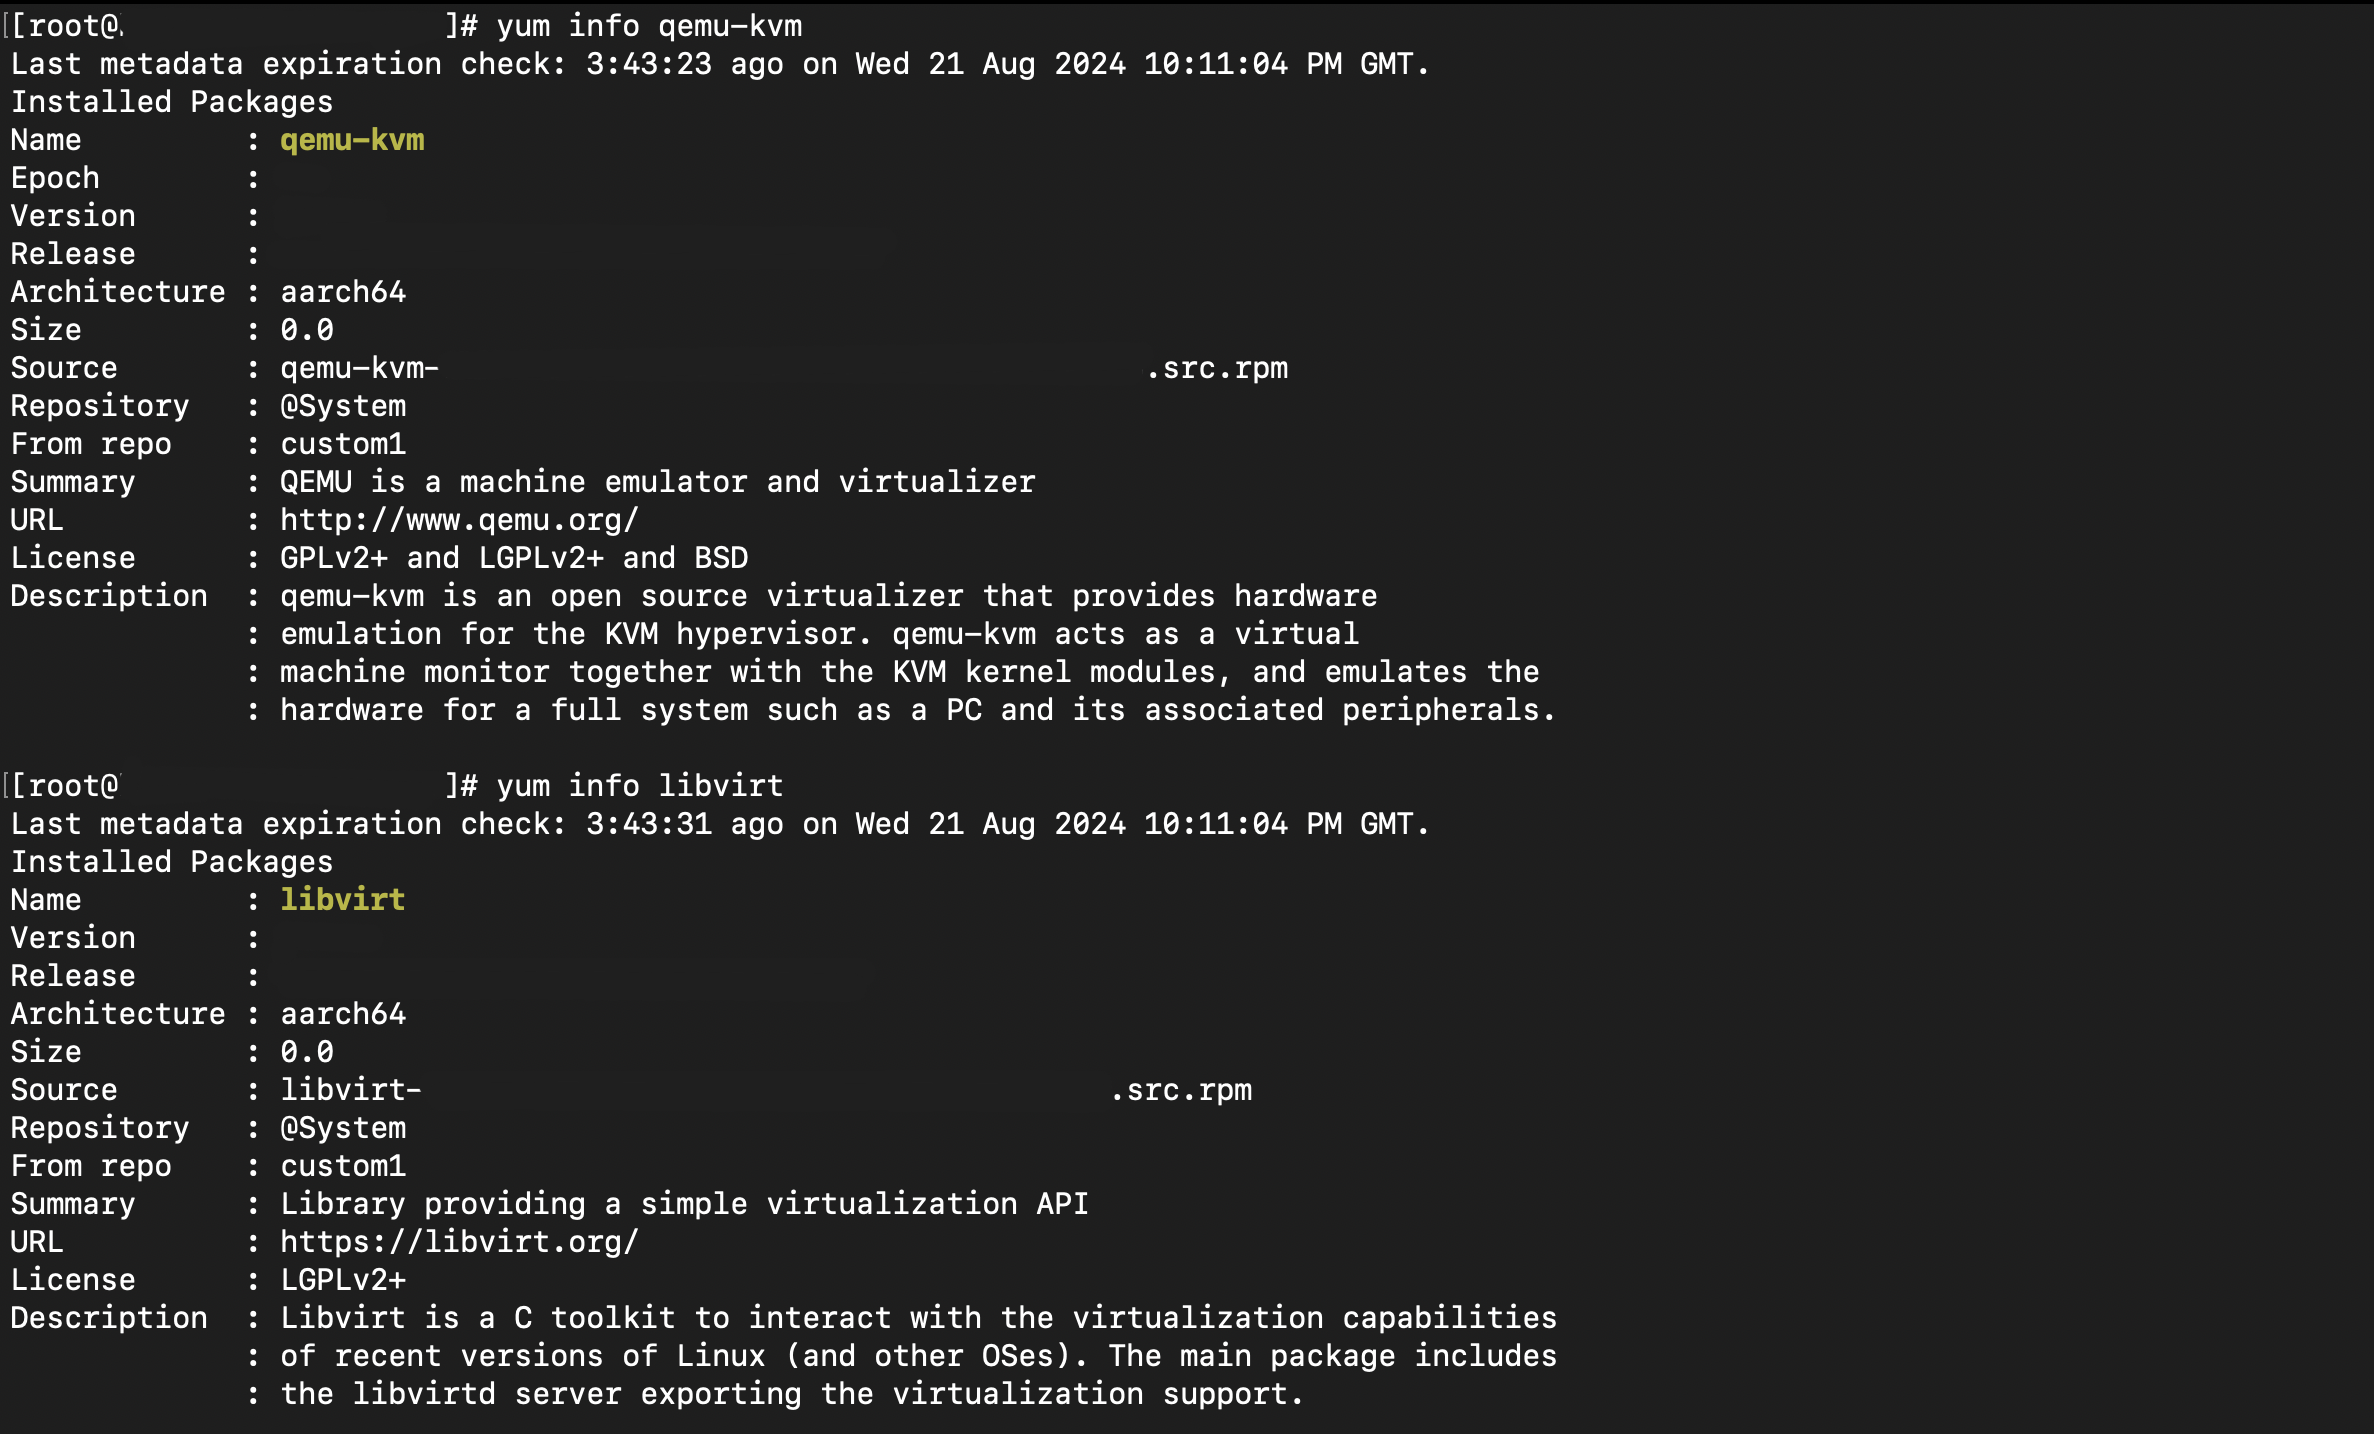 [[root@ ]# yum info qemu-kvm
Last metadata expiration check: 3:43:23 ago on Wed 21 Aug 2024 10:11:04 PM GMT.
Installed Packages
Name         : qemu-kvm
Epoch        :
Version      :
Release      :
Architecture : aarch64
Size         : 0.0
Source       : qemu-kvm- .src.rpm
Repository   : @System
From repo    : custom1
Summary      : QEMU is a machine emulator and virtualizer
URL          : http://www.qemu.org/
License      : GPLv2+ and LGPLv2+ and BSD
Description  : qemu-kvm is an open source virtualizer that provides hardware
             : emulation for the KVM hypervisor. qemu-kvm acts as a virtual
             : machine monitor together with the KVM kernel modules, and emulates the
             : hardware for a full system such as a PC and its associated peripherals.
[[root@ ]# yum info libvirt
Last metadata expiration check: 3:43:31 ago on Wed 21 Aug 2024 10:11:04 PM GMT.
Installed Packages
Name         : libvirt
Version      :
Release      :
Architecture : aarch64
Size         : 0.0
Source       : libvirt- .src.rpm
Repository   : @System
From repo    : custom1
Summary      : Library providing a simple virtualization API
URL          : https://libvirt.org/
License      : LGPLv2+
Description  : Libvirt is a C toolkit to interact with the virtualization capabilities
             : of recent versions of Linux (and other OSes). The main package includes
             : the libvirtd server exporting the virtualization support.